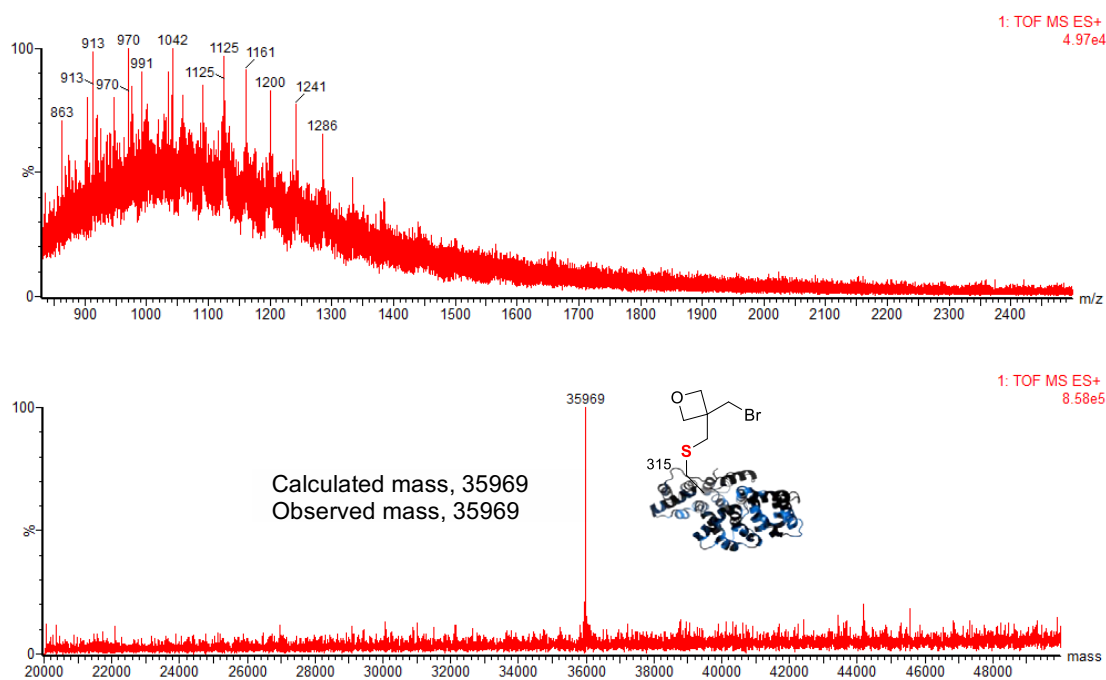 1: TOF MS ES+
4.97e4
100
%
0
863
913
913
970
970
991
1042
1125
1125
1161
1200
1241
1286
900 1000 1100 1200 1300 1400 1500 1600 1700 1800 1900 2000 2100 2200 2300 2400
m/z
1: TOF MS ES+
8.58e5
100
%
0
35969
O
Br
S
315
Calculated mass, 35969
Observed mass, 35969
20000 22000 24000 26000 28000 30000 32000 34000 36000 38000 40000 42000 44000 46000 48000
mass